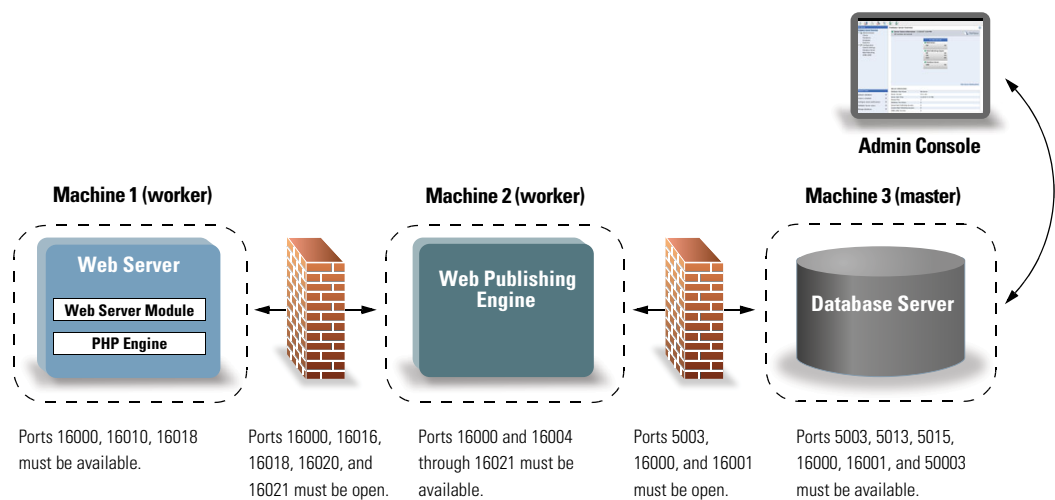 Admin Console
Machine 1 (worker)
Machine 2 (worker)
Machine 3 (master)
Web Server
Web Server Module
PHP Engine
Web Publishing
Engine
Database Server
Ports 16000, 16010, 16018
must be available.
Ports 16000, 16016,
16018, 16020, and
16021 must be open.
Ports 16000 and 16004
through 16021 must be
available.
Ports 5003,
16000, and 16001
must be open.
Ports 5003, 5013, 5015,
16000, 16001, and 50003
must be available.